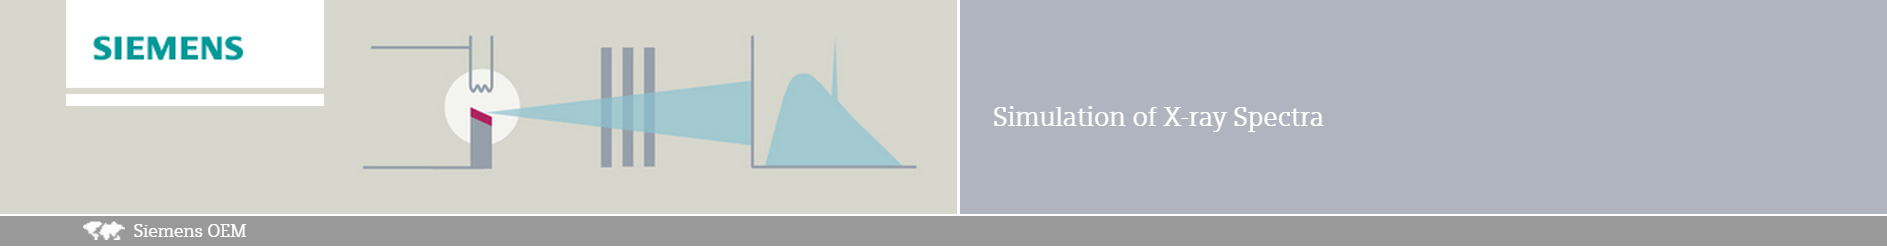 SIEMENS
Simulation of X-ray Spectra
Siemens OEM